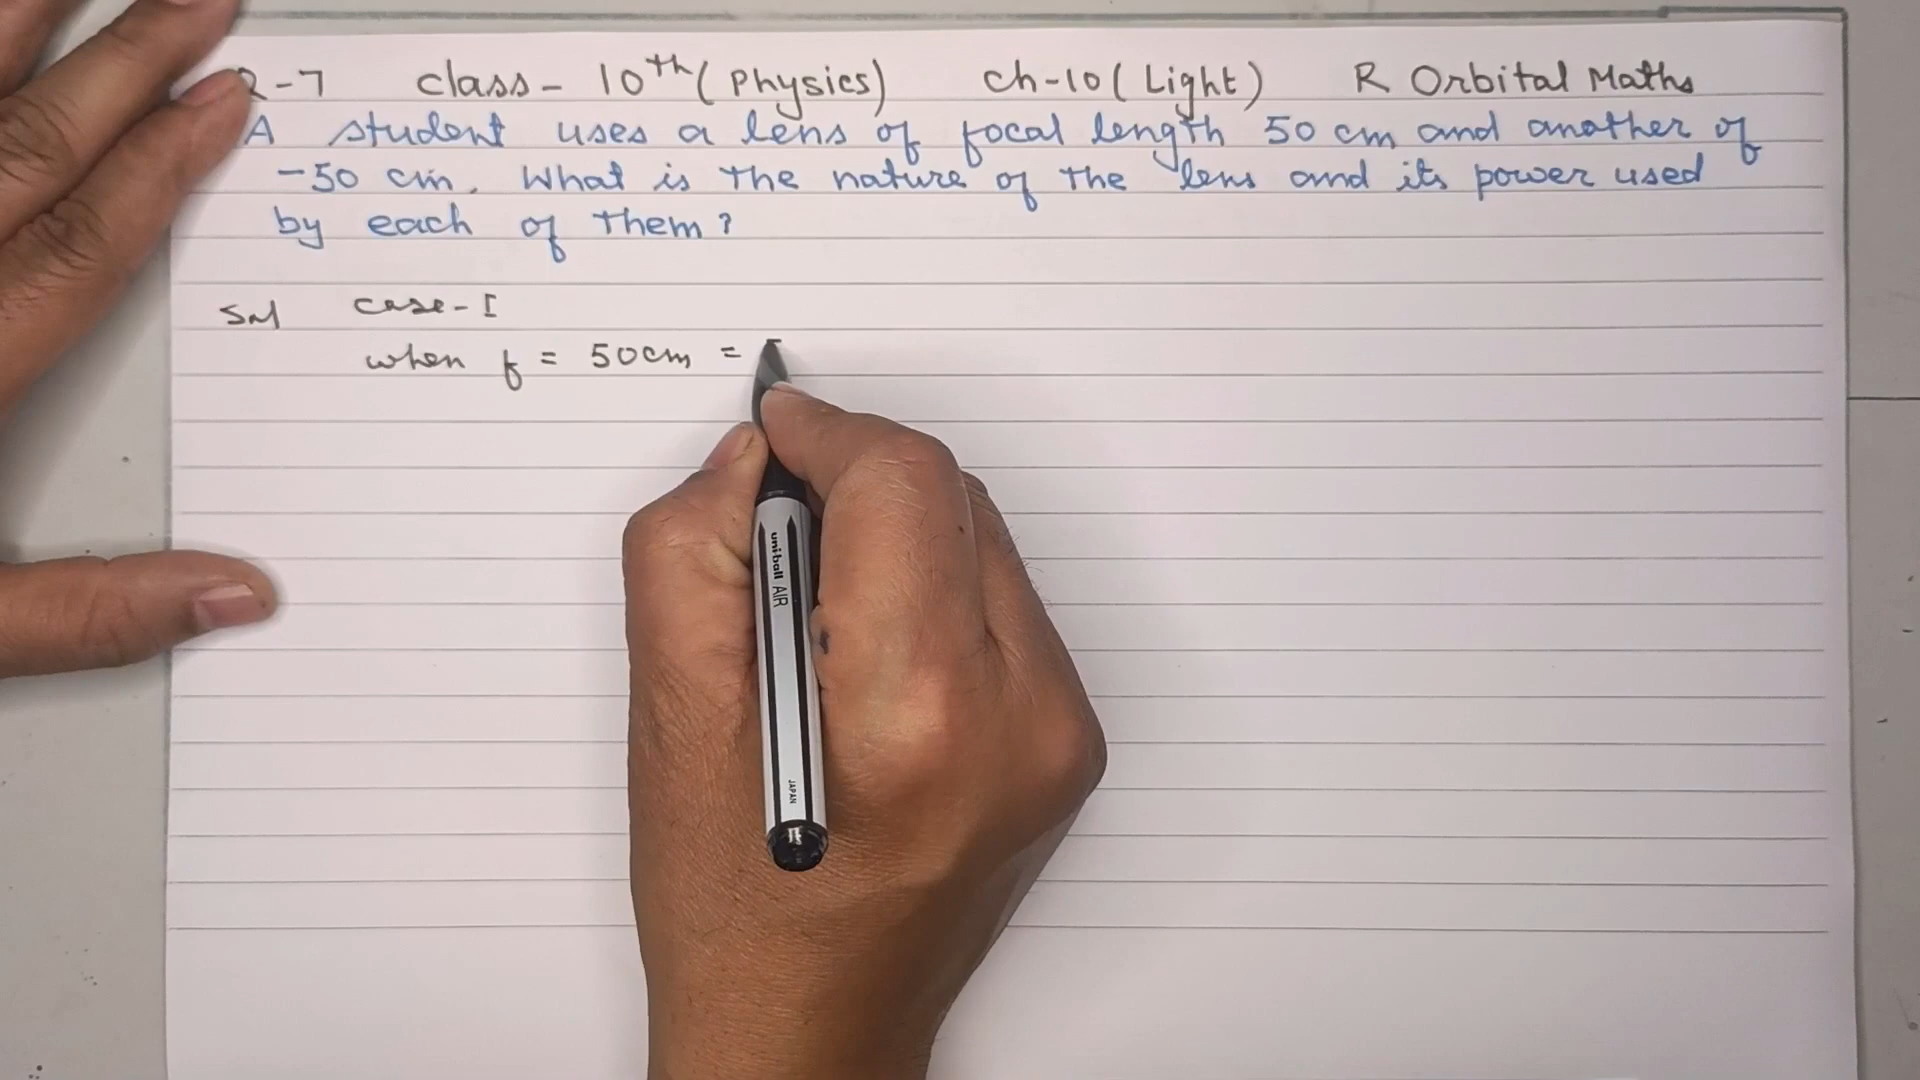 Q-7 Class- 10th (Physics) Ch-10 (Light) R Orbital Maths
A student uses a lens of focal length 50 cm and another of
-50 cm. What is the nature of the lens and its power used
by each of them?
Sol Case-I
when f = 50cm =
uni-ball AIR
JAPAN